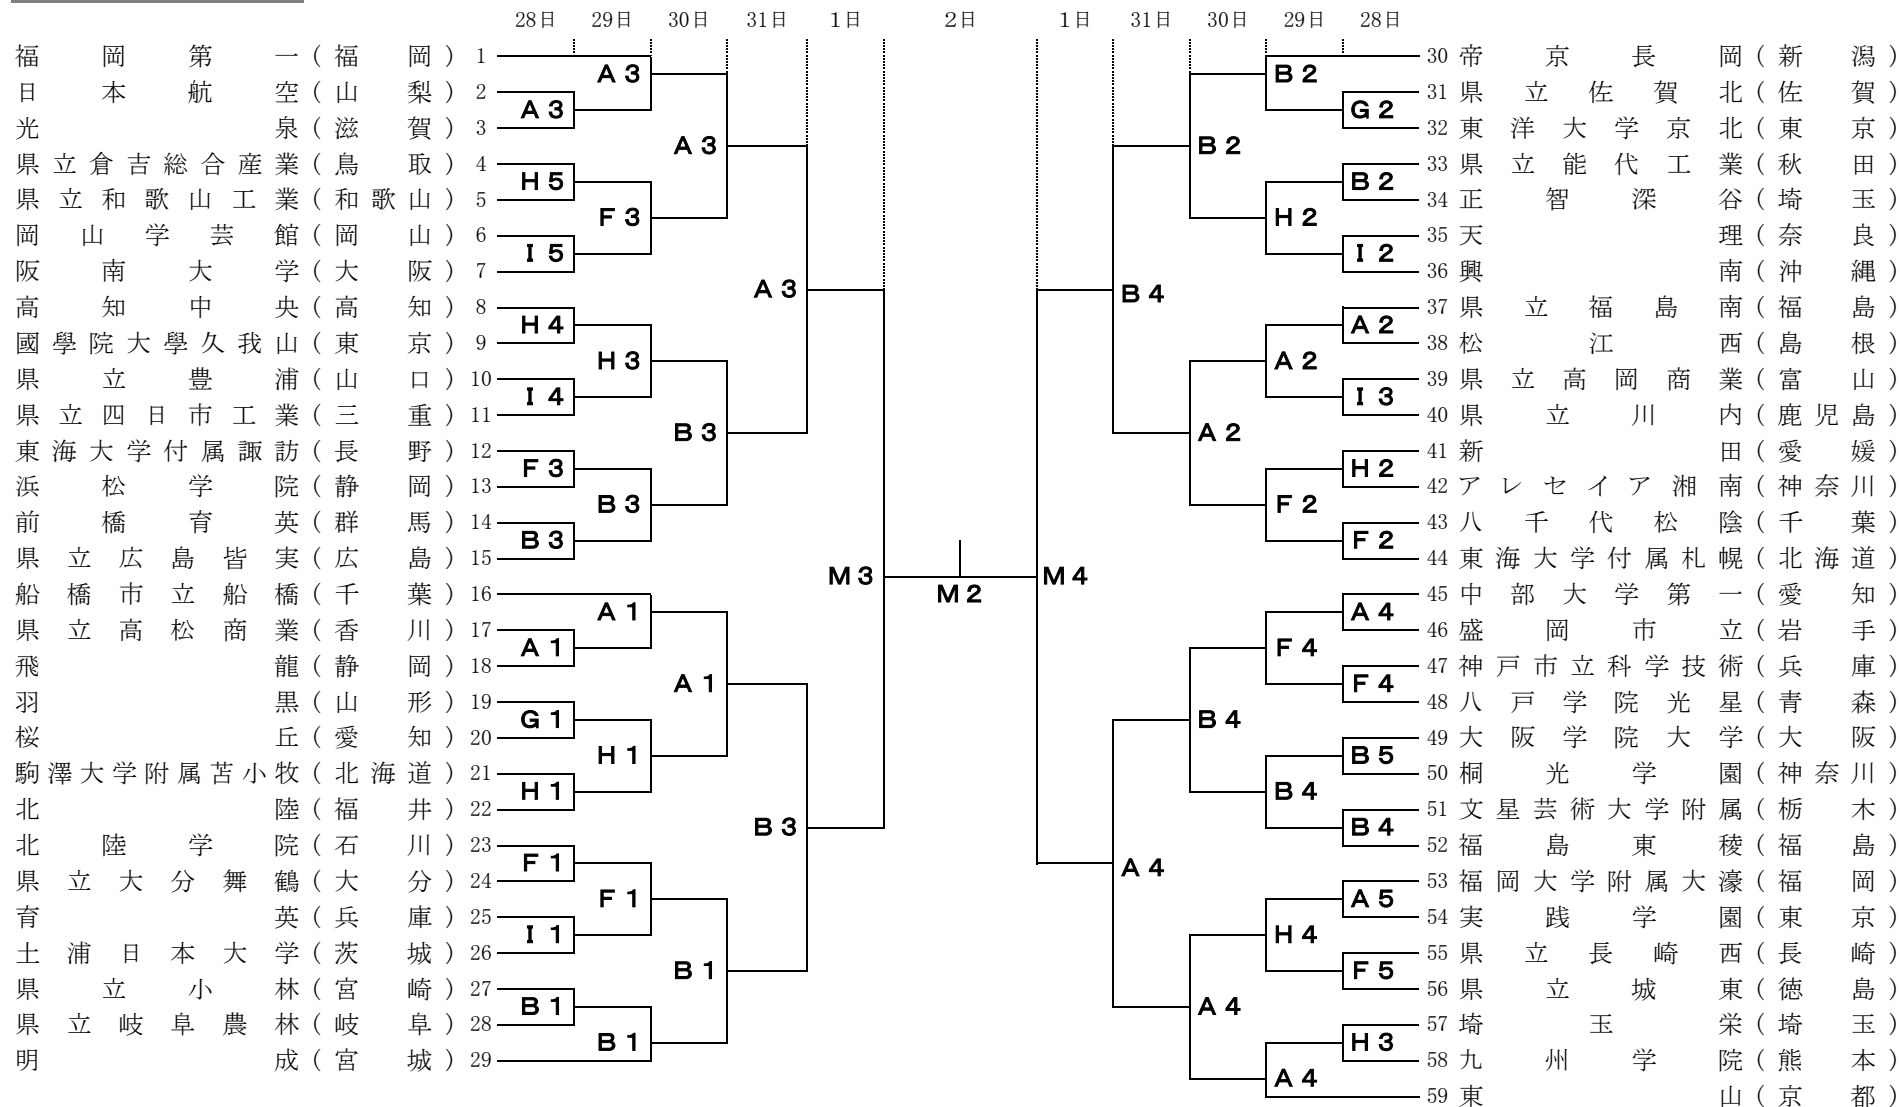 28日 29日 30日 31日 1日 2日 1日 31日 30日 29日 28日
福岡第一(福岡) 1
日本航空(山梨) 2
光泉(滋賀) 3
県立倉吉総合産業(鳥取) 4
県立和歌山工業(和歌山) 5
岡山学芸館(岡山) 6
阪南大学(大阪) 7
高知中央(高知) 8
國學院大學久我山(東京) 9
県立豊浦(山口) 10
県立四日市工業(三重) 11
東海大学付属諏訪(長野) 12
浜松学院(静岡) 13
前橋育英(群馬) 14
県立広島皆実(広島) 15
船橋市立船橋(千葉) 16
県立高松商業(香川) 17
飛龍(静岡) 18
羽黒(山形) 19
桜丘(愛知) 20
駒澤大学附属苫小牧(北海道) 21
北陸(福井) 22
北陸学院(石川) 23
県立大分舞鶴(大分) 24
育英(兵庫) 25
土浦日本大学(茨城) 26
県立小林(宮崎) 27
県立岐阜農林(岐阜) 28
明成(宮城) 29
A3
H5
I5
H4
I4
F3
B3
A1
G1
H1
F1
I1
B1
A3
F3
H3
B3
A1
H1
F1
B1
A3
B3
A1
B1
A3
B3
M3
M2
M4
B4
A4
B2
A2
B4
A4
B2
H2
A2
F2
F4
B4
H4
A4
G2
B2
I2
A2
I3
H2
F2
A4
F4
B5
B4
A5
F5
H3
30 帝京長岡(新潟)
31 県立佐賀北(佐賀)
32 東洋大学京北(東京)
33 県立能代工業(秋田)
34 正智深谷(埼玉)
35 天理(奈良)
36 興南(沖縄)
37 県立福島南(福島)
38 松江西(島根)
39 県立高岡商業(富山)
40 県立川内(鹿児島)
41 新田(愛媛)
42 アレセイア湘南(神奈川)
43 八千代松陰(千葉)
44 東海大学付属札幌(北海道)
45 中部大学第一(愛知)
46 盛岡市立(岩手)
47 神戸市立科学技術(兵庫)
48 八戸学院光星(青森)
49 大阪学院大学(大阪)
50 桐光学園(神奈川)
51 文星芸術大学附属(栃木)
52 福島東稜(福島)
53 福岡大学附属大濠(福岡)
54 実践学園(東京)
55 県立長崎西(長崎)
56 県立城東(徳島)
57 埼玉栄(埼玉)
58 九州学院(熊本)
59 東山(京都)